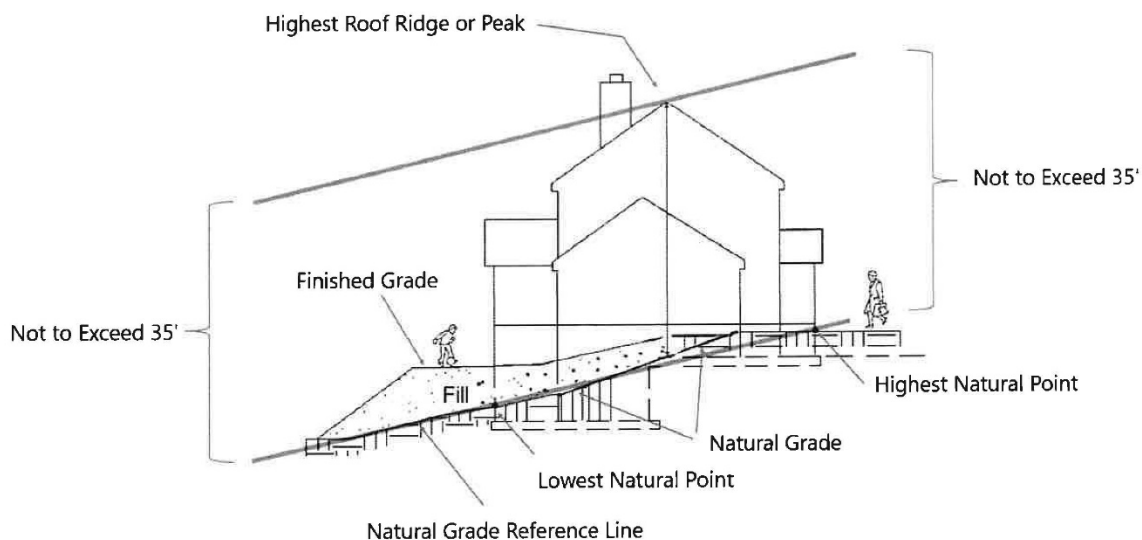 Highest Roof Ridge or Peak
Not to Exceed 35'
Finished Grade
Not to Exceed 35'
Fill
Highest Natural Point
Natural Grade
Lowest Natural Point
Natural Grade Reference Line